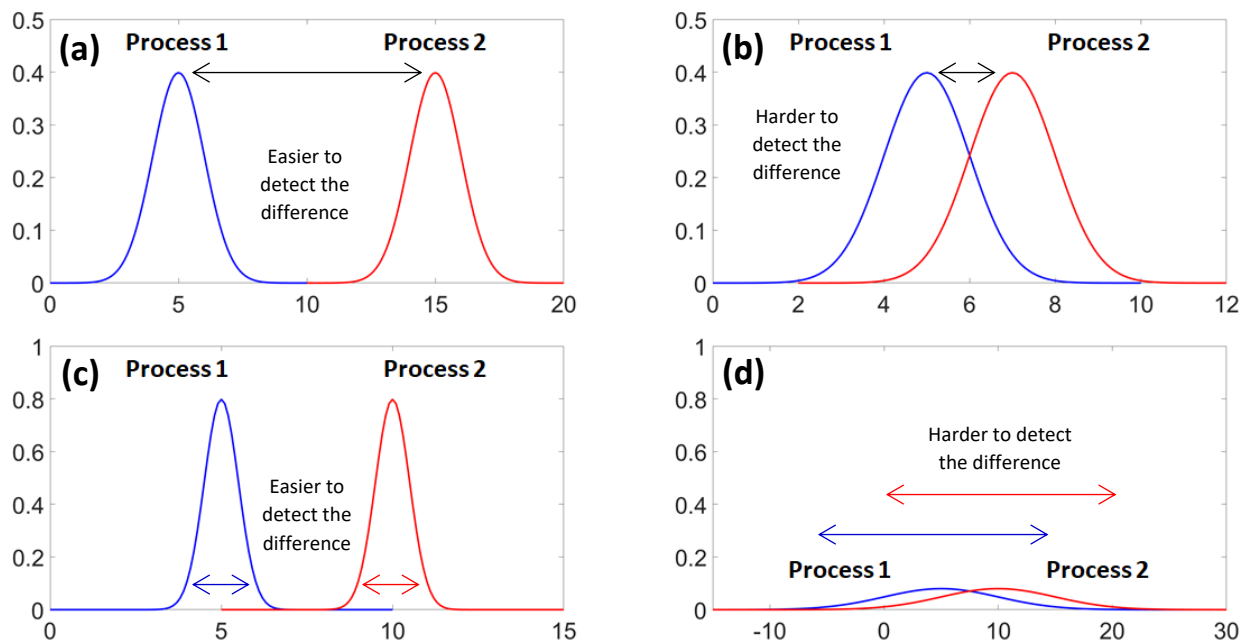 (a)
Process 1
Process 2
0.5
0.4
0.3
0.2
0.1
0
Easier to
detect the
difference
0
5
10
15
20
(b)
Process 1
Process 2
0.5
0.4
0.3
0.2
0.1
0
Harder to
detect the
difference
0
2
4
6
8
10
12
(c)
Process 1
Process 2
1
0.8
0.6
0.4
0.2
0
Easier to
detect the
difference
0
5
10
15
(d)
1
0.8
0.6
0.4
0.2
0
Harder to detect
the difference
Process 1
Process 2
-10
0
10
20
30